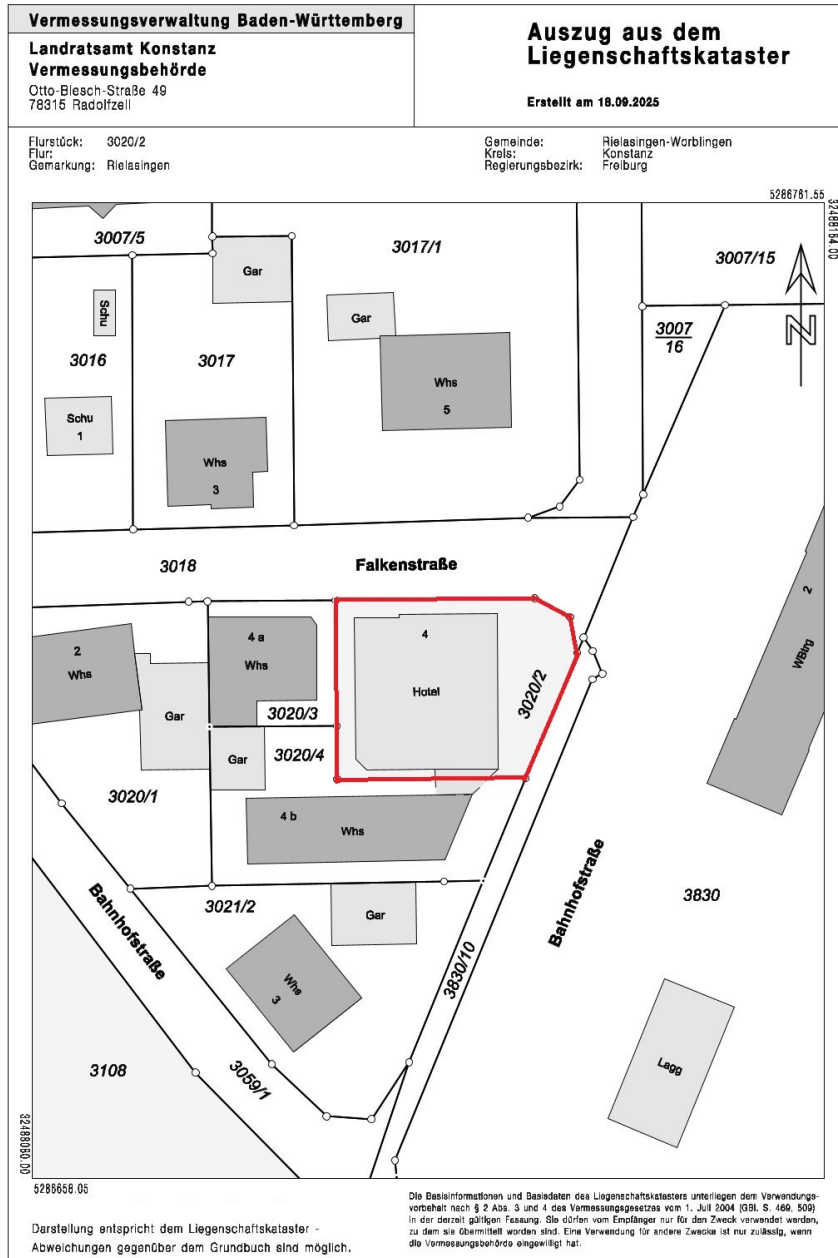 Vermessungsverwaltung Baden-Württemberg
Landratsamt Konstanz
Vermessungsbehörde
Otto-Blesch-Straße 49
78315 Radolfzell
Auszug aus dem
Liegenschaftskataster
Erstellt am 18.09.2025
Flurstück: 3020/2
Flur:
Gemarkung: Rielasingen
Gemeinde: Rielasingen-Worblingen
Kreis: Konstanz
Regierungsbezirk: Freiburg
5286761.55
32488154.00
3007/5
3017/1
3007/15
Gar
Schu
Gar
3007
16
N
3016
3017
Whs
5
Schu
1
Whs
3
3018
Falkenstraße
2
WBtrg
4 a
Whs
4
2
Whs
Hotel
3020/2
3020/3
Gar
3020/4
Gar
3020/1
4 b
Whs
Bahnhofstraße
3830
Bahnhofstraße
3021/2
Gar
3830/10
Whs
3
3108
3059/1
Lagg
32488060.00
5286658.05
Darstellung entspricht dem Liegenschaftskataster -
Abweichungen gegenüber dem Grundbuch sind möglich.
Die Basisinformationen und Basisdaten des Liegenschaftskatasters unterliegen dem Verwendungs-
vorbehalt nach § 2 Abs. 3 und 4 des Vermessungsgesetzes vom 1. Juli 2004 (GBl. S. 469, 509)
in der derzeit gültigen Fassung. Sie dürfen vom Empfänger nur für den Zweck verwendet werden,
zu dem sie übermittelt worden sind. Eine Verwendung für andere Zwecke ist nur zulässig, wenn
die Vermessungsbehörde eingewilligt hat.